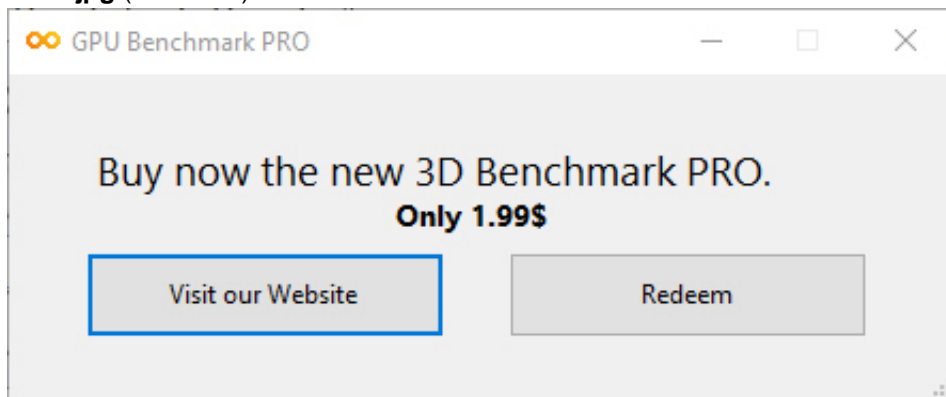 GPU Benchmark PRO
Buy now the new 3D Benchmark PRO.
Only 1.99$
Visit our Website
Redeem